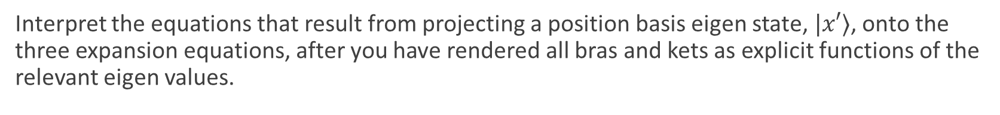 Interpret the equations that result from projecting a position basis eigen state, |x′⟩, onto the
three expansion equations, after you have rendered all bras and kets as explicit functions of the
relevant eigen values.